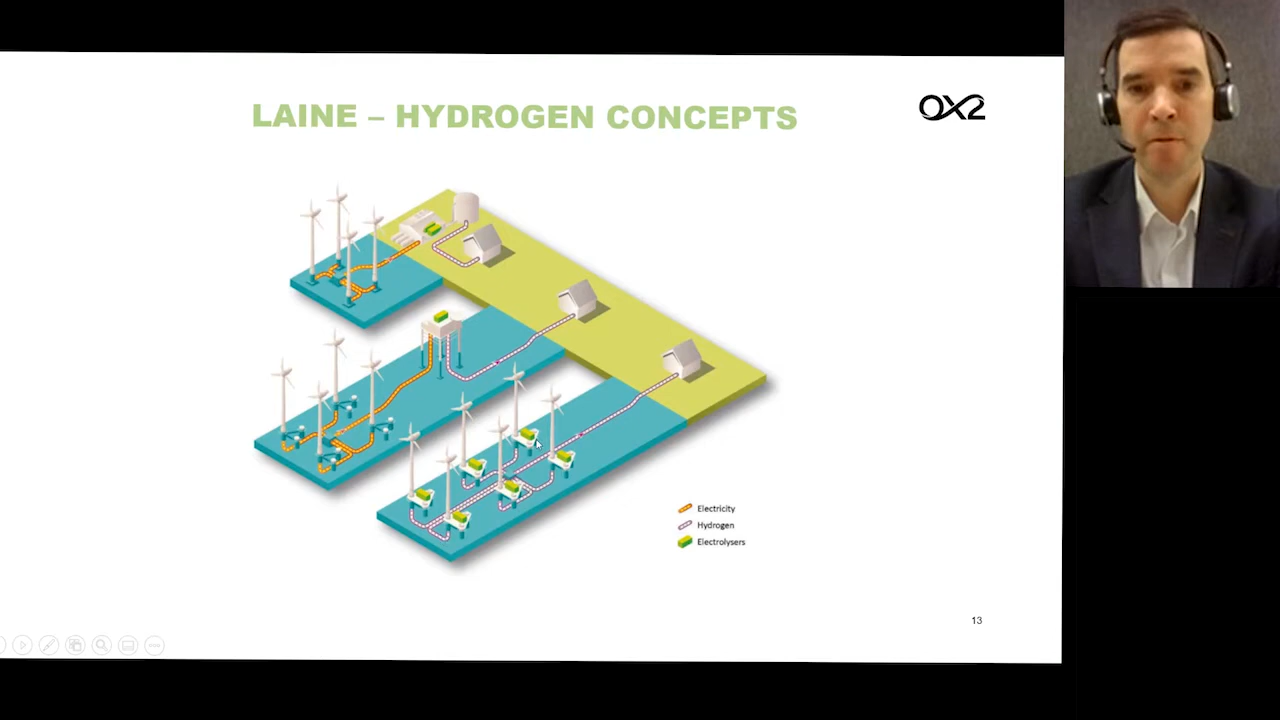 LAINE – HYDROGEN CONCEPTS
OX2
Electricity
Hydrogen
Electrolysers
13